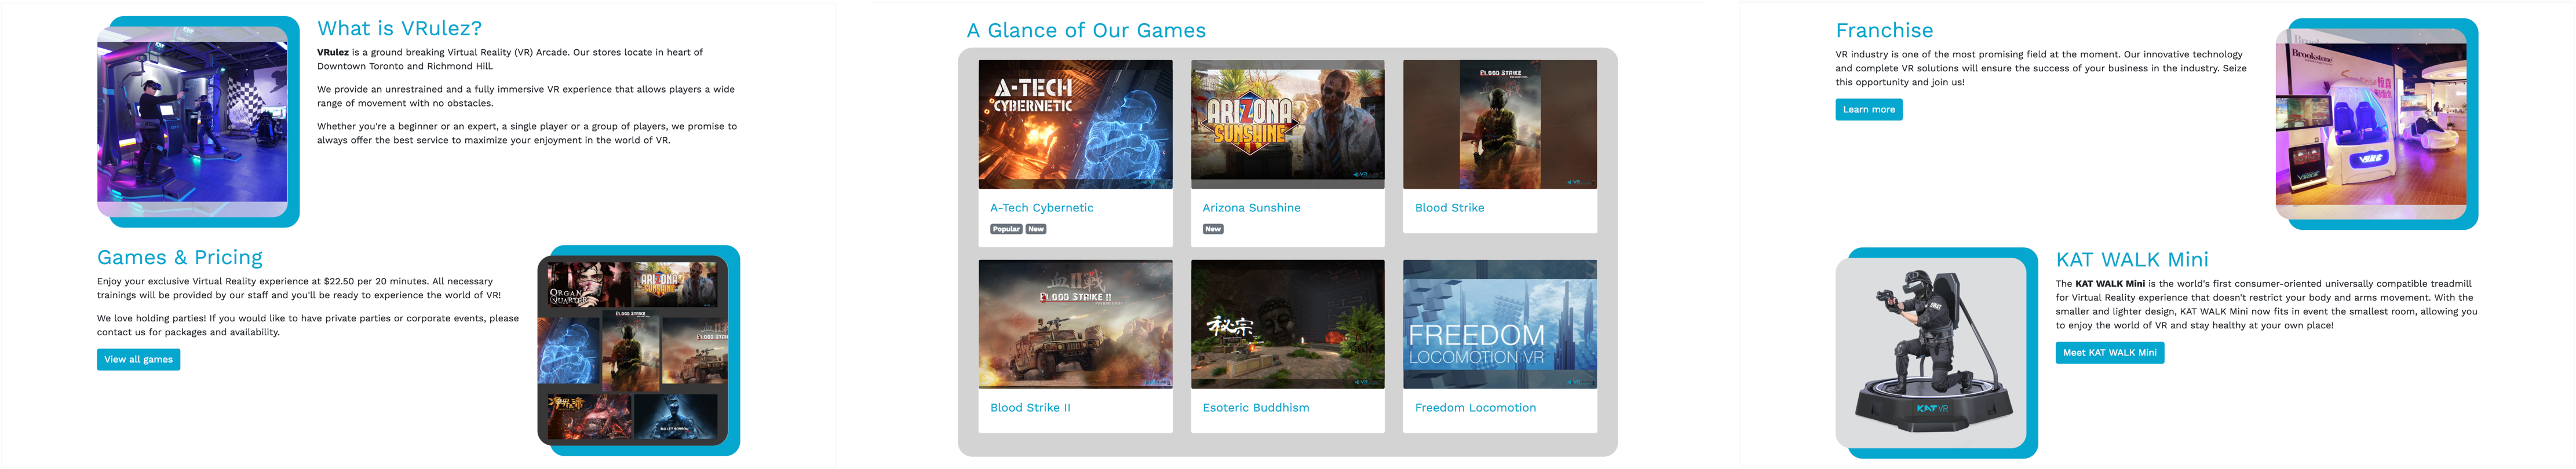 What is VRulez?
VRulez is a ground breaking Virtual Reality (VR) Arcade. Our stores locate in heart of
Downtown Toronto and Richmond Hill.
We provide an unrestrained and a fully immersive VR experience that allows players a wide
range of movement with no obstacles.
Whether you're a beginner or an expert, a single player or a group of players, we promise to
always offer the best service to maximize your enjoyment in the world of VR.
Games & Pricing
Enjoy your exclusive Virtual Reality experience at $22.50 per 20 minutes. All necessary
trainings will be provided by our staff and you'll be ready to experience the world of VR!
We love holding parties! If you would like to have private parties or corporate events, please
contact us for packages and availability.
View all games
ORGAN
QUARTER
ARIZONA
SUNSHINE
BLOOD STRIKE
BULLET SORROW
A Glance of Our Games
A-TECH
CYBERNETIC
ARIZONA
SUNSHINE
BLOOD STRIKE
A-Tech Cybernetic
Popular New
Arizona Sunshine
New
Blood Strike
血II戰
BLOOD STRIKE II
秘宗
FREEDOM
LOCOMOTION VR
Blood Strike II
Esoteric Buddhism
Freedom Locomotion
Franchise
VR industry is one of the most promising field at the moment. Our innovative technology
and complete VR solutions will ensure the success of your business in the industry. Seize
this opportunity and join us!
Learn more
Brookstone
KAT WALK Mini
The KAT WALK Mini is the world's first consumer-oriented universally compatible treadmill
for Virtual Reality experience that doesn't restrict your body and arms movement. With the
smaller and lighter design, KAT WALK Mini now fits in event the smallest room, allowing you
to enjoy the world of VR and stay healthy at your own place!
Meet KAT WALK Mini
SWAT
KAT VR